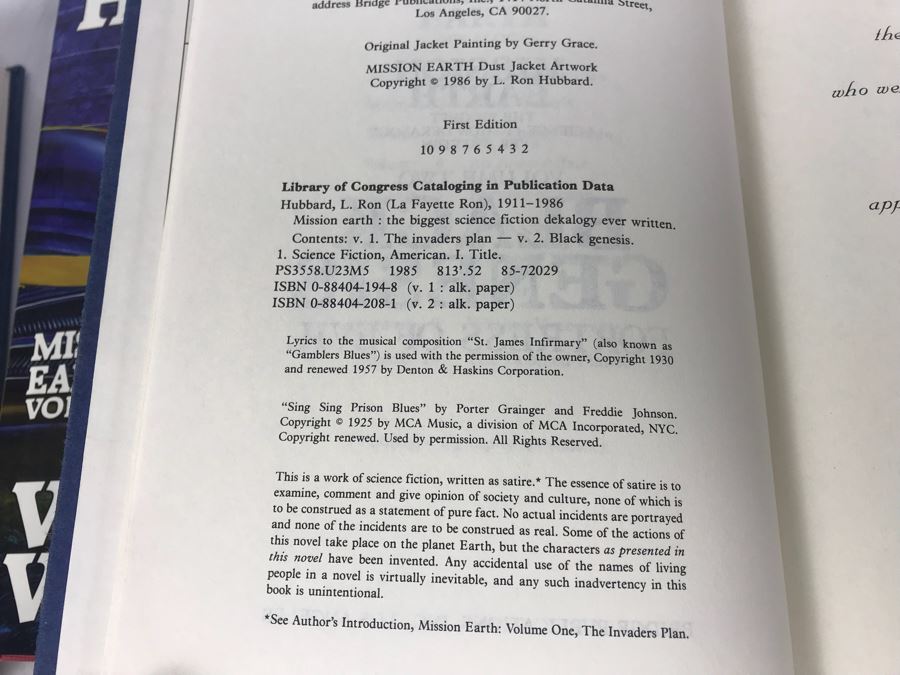 address Bridge Publications, Inc., North Catalina Street,
Los Angeles, CA 90027.
Original Jacket Painting by Gerry Grace.
MISSION EARTH Dust Jacket Artwork
Copyright © 1986 by L. Ron Hubbard.
First Edition
10 9 8 7 6 5 4 3 2
Library of Congress Cataloging in Publication Data
Hubbard, L. Ron (La Fayette Ron), 1911–1986
Mission earth : the biggest science fiction dekalogy ever written.
Contents: v. 1. The invaders plan — v. 2. Black genesis.
1. Science Fiction, American. I. Title.
PS3558.U23M5 1985 813'.52 85-72029
ISBN 0-88404-194-8 (v. 1 : alk. paper)
ISBN 0-88404-208-1 (v. 2 : alk. paper)
Lyrics to the musical composition “St. James Infirmary” (also known as
“Gamblers Blues”) is used with the permission of the owner, Copyright 1930
and renewed 1957 by Denton & Haskins Corporation.
“Sing Sing Prison Blues” by Porter Grainger and Freddie Johnson.
Copyright © 1925 by MCA Music, a division of MCA Incorporated, NYC.
Copyright renewed. Used by permission. All Rights Reserved.
This is a work of science fiction, written as satire.* The essence of satire is to
examine, comment and give opinion of society and culture, none of which is
to be construed as a statement of pure fact. No actual incidents are portrayed
and none of the incidents are to be construed as real. Some of the actions of
this novel take place on the planet Earth, but the characters as presented in
this novel have been invented. Any accidental use of the names of living
people in a novel is virtually inevitable, and any such inadvertency in this
book is unintentional.
*See Author's Introduction, Mission Earth: Volume One, The Invaders Plan.
the
who we
app
H
MI
EA
VO
W
V